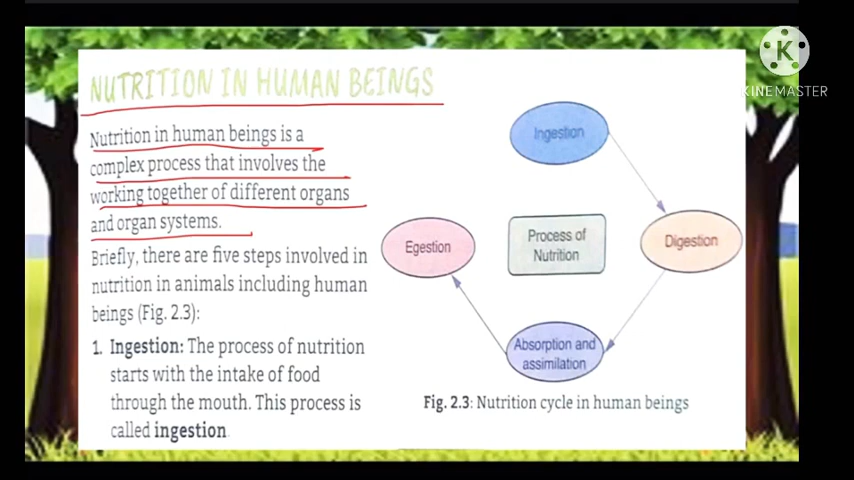 NUTRITION IN HUMAN BEINGS
Nutrition in human beings is a
complex process that involves the
working together of different organs
and organ systems.
Briefly, there are five steps involved in
nutrition in animals including human
beings (Fig. 2.3):
1. Ingestion: The process of nutrition
starts with the intake of food
through the mouth. This process is
called ingestion.
Ingestion
Egestion
Process of
Nutrition
Digestion
Absorption and
assimilation
Fig. 2.3: Nutrition cycle in human beings
K
KINEMASTER